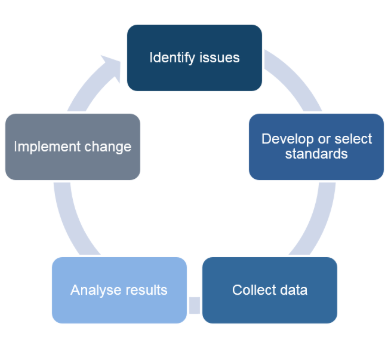 Identify issues
Develop or select
standards
Collect data
Analyse results
Implement change